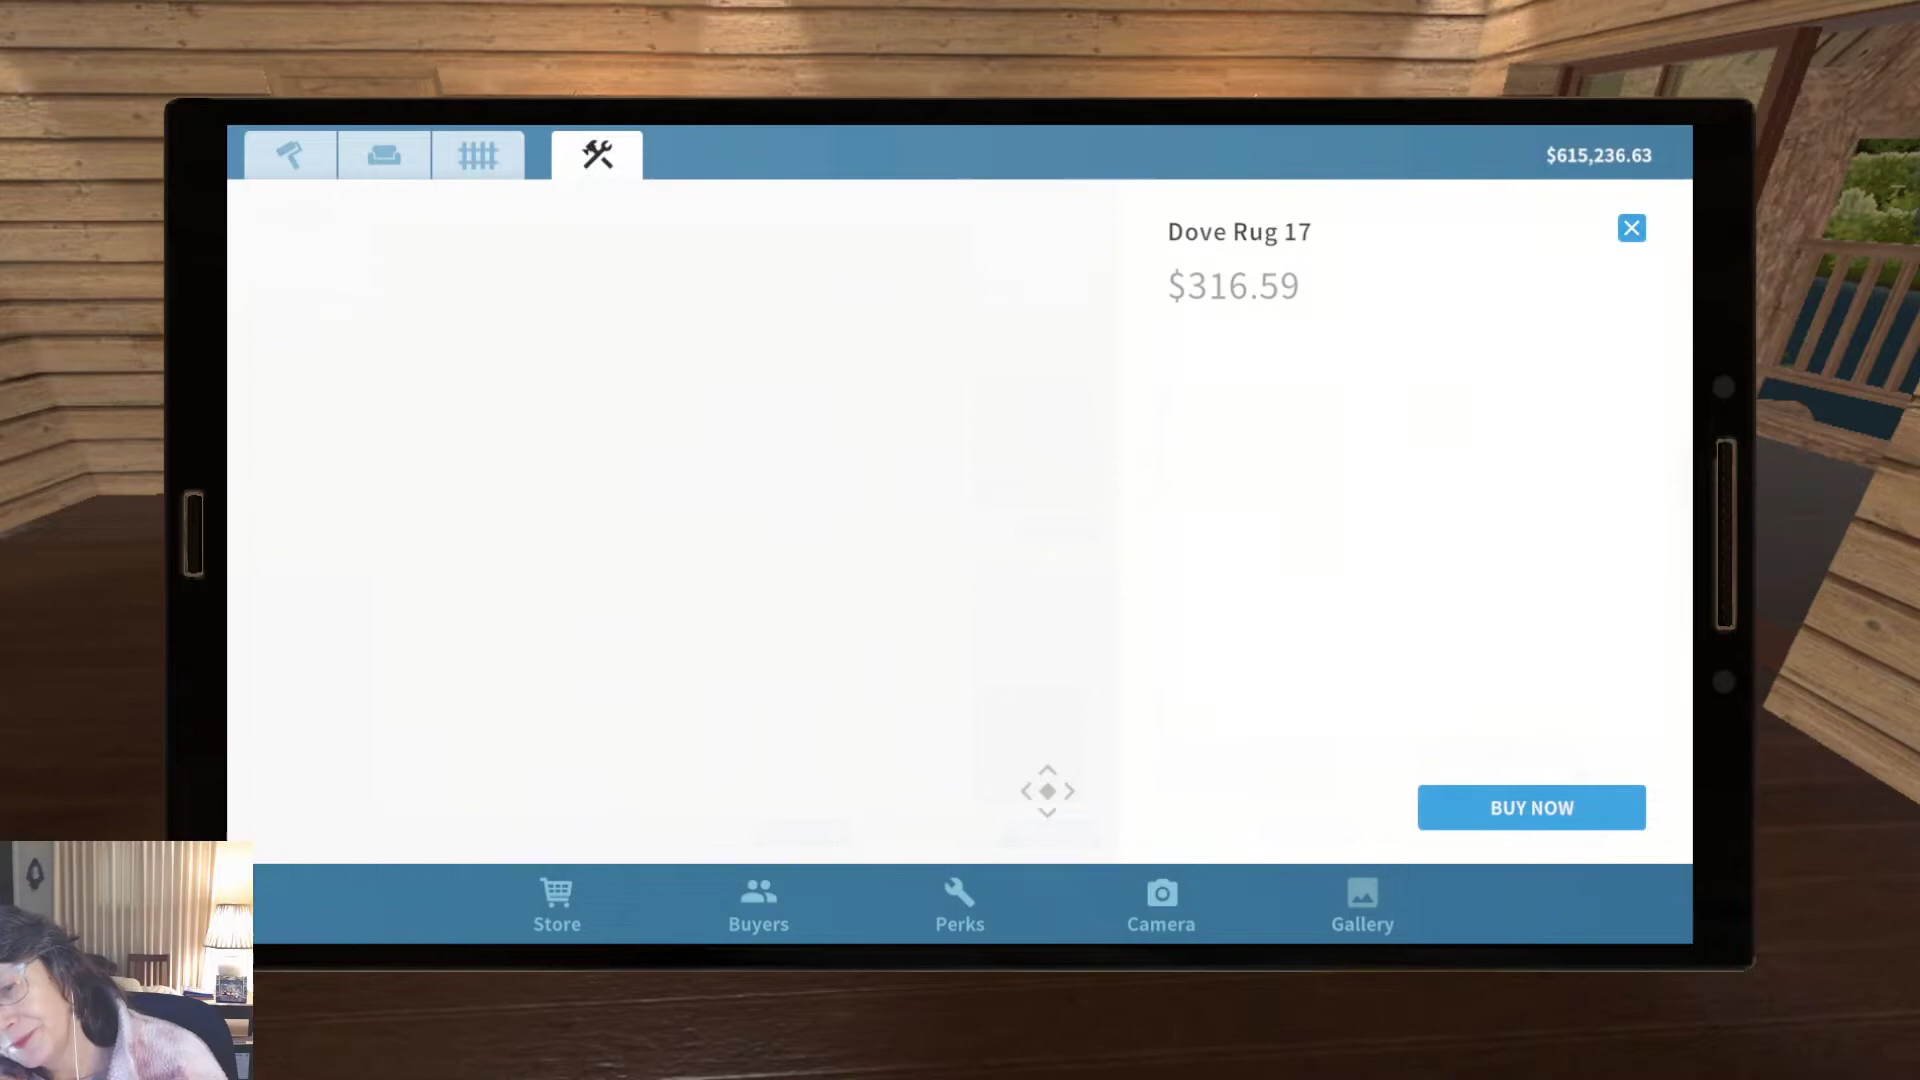 $615,236.63
Dove Rug 17
$316.59
BUY NOW
Store
Buyers
Perks
Camera
Gallery